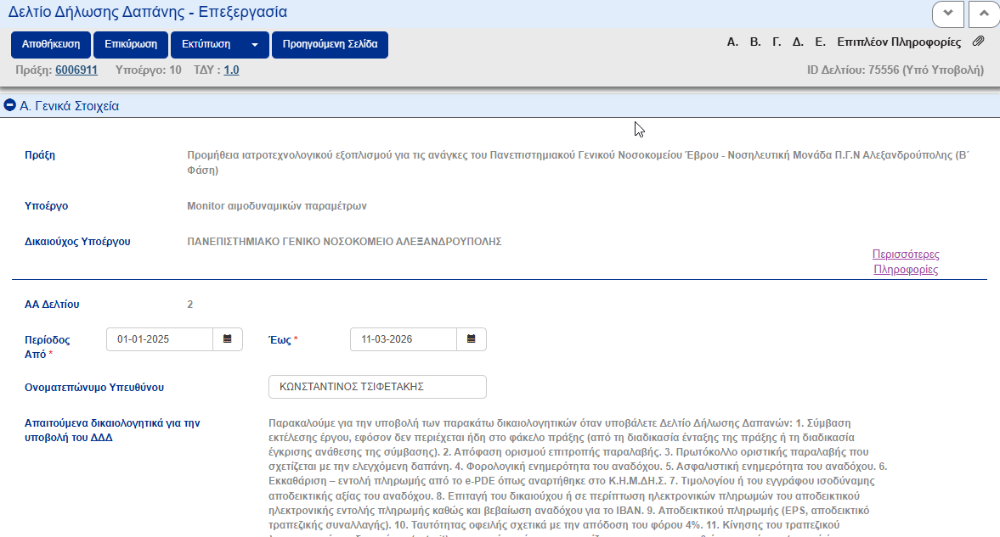 Δελτίο Δήλωσης Δαπάνης - Επεξεργασία
Αποθήκευση Επικύρωση Εκτύπωση Προηγούμενη Σελίδα
Α. Β. Γ. Δ. Ε. Επιπλέον Πληροφορίες
Πράξη: 6006911 Υποέργο: 10 ΤΔΥ : 1.0
ID Δελτίου: 75556 (Υπό Υποβολή)
Α. Γενικά Στοιχεία
Πράξη
Προμήθεια ιατροτεχνολογικού εξοπλισμού για τις ανάγκες του Πανεπιστημιακού Γενικού Νοσοκομείου Έβρου - Νοσηλευτική Μονάδα Π.Γ.Ν Αλεξανδρούπολης (Β΄
Φάση)
Υποέργο
Monitor αιμοδυναμικών παραμέτρων
Δικαιούχος Υποέργου
ΠΑΝΕΠΙΣΤΗΜΙΑΚΟ ΓΕΝΙΚΟ ΝΟΣΟΚΟΜΕΙΟ ΑΛΕΞΑΝΔΡΟΥΠΟΛΗΣ
Περισσότερες
Πληροφορίες
ΑΑ Δελτίου
2
Περίοδος
Από *
01-01-2025
Έως *
11-03-2026
Ονοματεπώνυμο Υπευθύνου
ΚΩΝΣΤΑΝΤΙΝΟΣ ΤΣΙΦΕΤΑΚΗΣ
Απαιτούμενα δικαιολογητικά για την
υποβολή του ΔΔΔ
Παρακαλούμε για την υποβολή των παρακάτω δικαιολογητικών όταν υποβάλετε Δελτίο Δήλωσης Δαπανών: 1. Σύμβαση
εκτέλεσης έργου, εφόσον δεν περιέχεται ήδη στο φάκελο πράξης (από τη διαδικασία ένταξης της πράξης ή τη διαδικασία
έγκρισης ανάθεσης της σύμβασης). 2. Απόφαση ορισμού επιτροπής παραλαβής. 3. Πρωτόκολλο οριστικής παραλαβής που
σχετίζεται με την ελεγχόμενη δαπάνη. 4. Φορολογική ενημερότητα του αναδόχου. 5. Ασφαλιστική ενημερότητα του αναδόχου. 6.
Εκκαθάριση – εντολή πληρωμής από το e-PDE όπως αναρτήθηκε στο Κ.Η.Μ.ΔΗ.Σ. 7. Τιμολογίου ή του εγγράφου ισοδύναμης
αποδεικτικής αξίας του αναδόχου. 8. Επιταγή του δικαιούχου ή σε περίπτωση ηλεκτρονικών πληρωμών του αποδεικτικού
ηλεκτρονικής εντολής πληρωμής καθώς και βεβαίωση αναδόχου για το IBAN. 9. Αποδεικτικού πληρωμής (EPS, αποδεικτικό
τραπεζικής συναλλαγής). 10. Ταυτότητας οφειλής σχετικά με την απόδοση του φόρου 4%. 11. Κίνησης του τραπεζικού